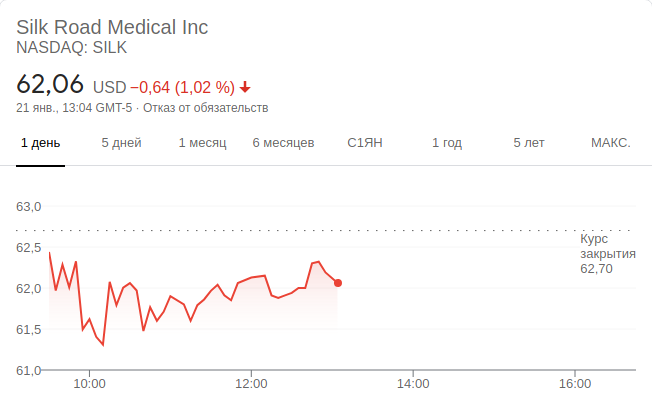 Silk Road Medical Inc
NASDAQ: SILK
62,06 USD −0,64 (1,02 %)
21 янв., 13:04 GMT-5 · Отказ от обязательств
1 день 5 дней 1 месяц 6 месяцев С1ЯН 1 год 5 лет МАКС.
63,0
Курс
закрытия
62,70
62,5
62,0
61,5
61,0
10:00 12:00 14:00 16:00